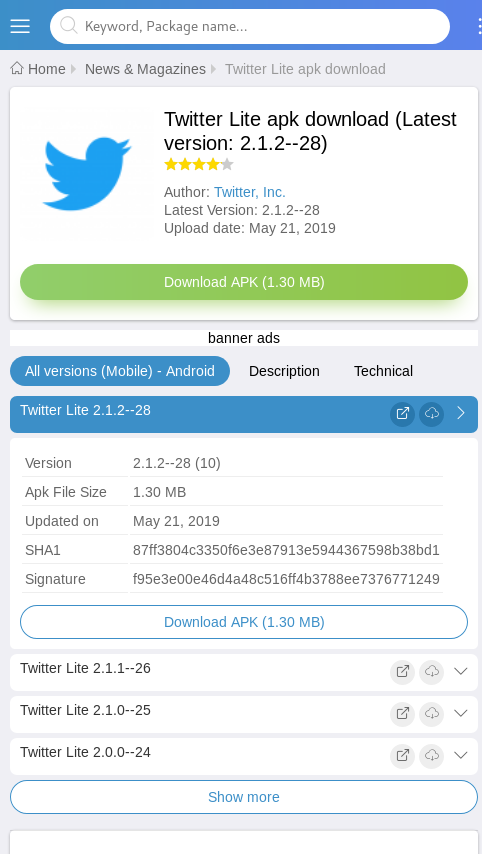 Keyword, Package name...
Home News & Magazines Twitter Lite apk download
Twitter Lite apk download (Latest
version: 2.1.2--28)
Author: Twitter, Inc.
Latest Version: 2.1.2--28
Upload date: May 21, 2019
Download APK (1.30 MB)
banner ads
All versions (Mobile) - Android Description Technical
Twitter Lite 2.1.2--28
Version 2.1.2--28 (10)
Apk File Size 1.30 MB
Updated on May 21, 2019
SHA1 87ff3804c3350f6e3e87913e5944367598b38bd1
Signature f95e3e00e46d4a48c516ff4b3788ee7376771249
Download APK (1.30 MB)
Twitter Lite 2.1.1--26
Twitter Lite 2.1.0--25
Twitter Lite 2.0.0--24
Show more